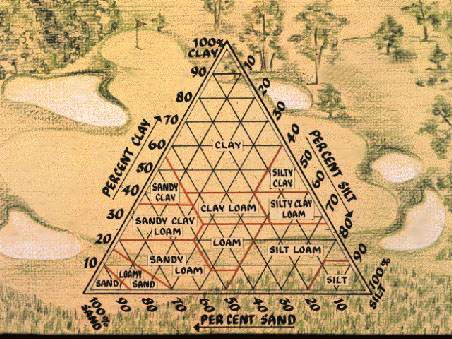 100%
CLAY
90
80
70
60
50
40
30
20
10
PERCENT CLAY
10
20
30
40
50
60
70
80%
90
100%
SILT
PERCENT SILT
CLAY
SILTY
CLAY
SANDY
CLAY
CLAY LOAM
SILTY CLAY
LOAM
SANDY CLAY
LOAM
LOAM
SILT LOAM
SANDY
LOAM
LOAMY
SAND
SAND
SILT
100%
SAND
90
80
70
60
50
40
30
20
10
PER CENT SAND